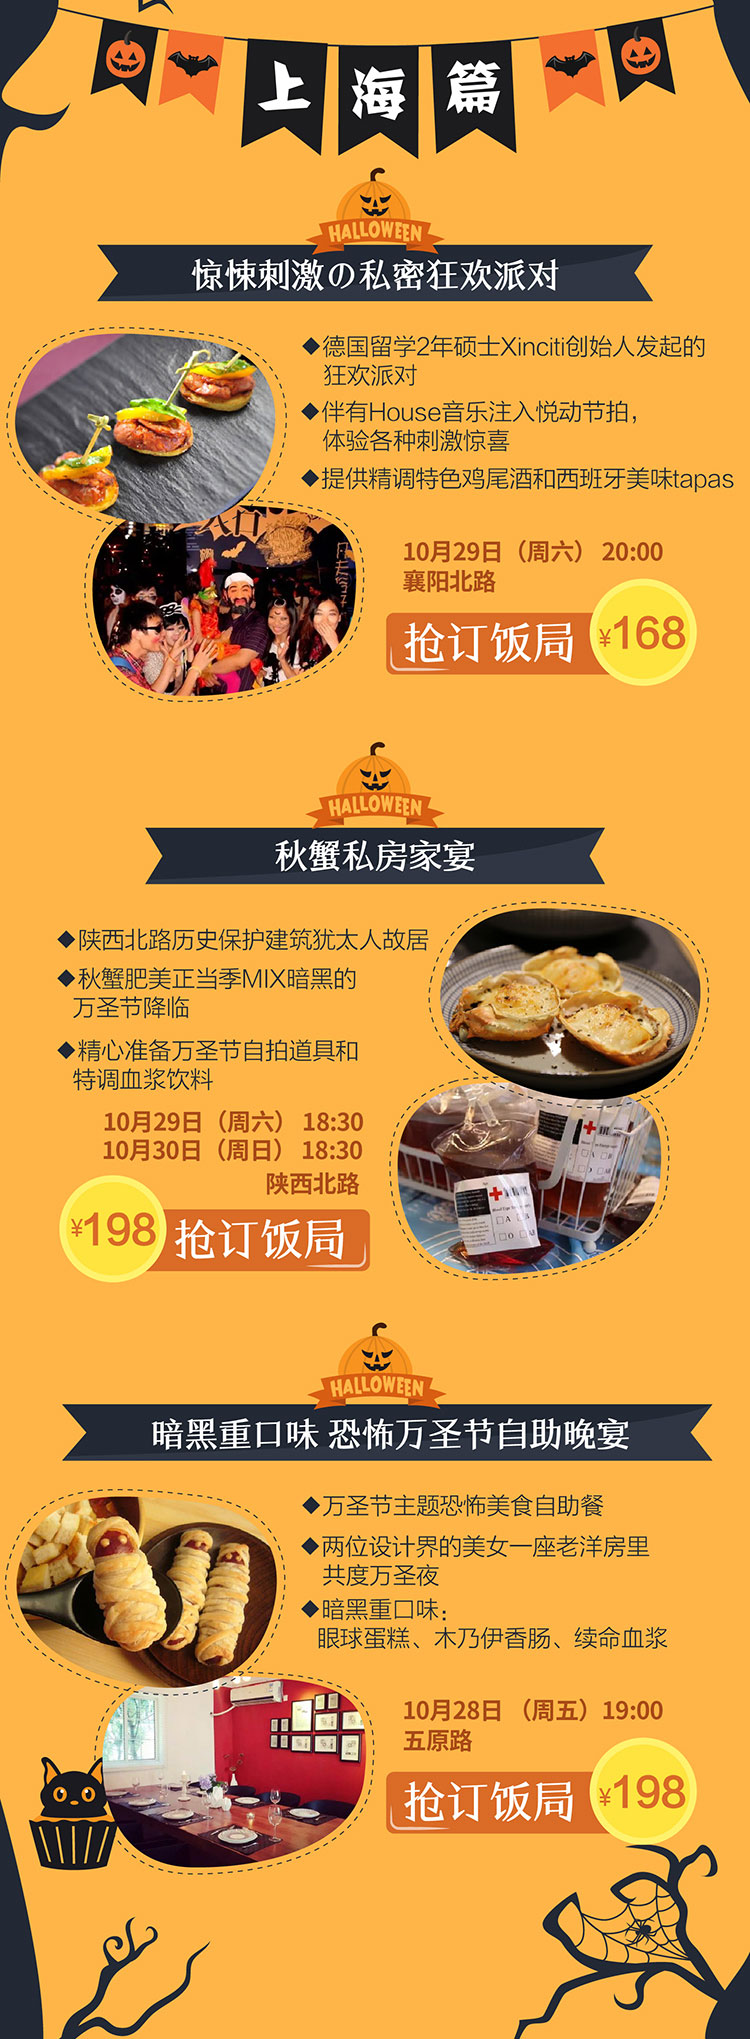 上海篇
HALLOWEEN
惊悚刺激の私密狂欢派对
◆德国留学2年硕士Xinciti创始人发起的
狂欢派对
◆伴有House音乐注入悦动节拍，
体验各种刺激惊喜
◆提供精调特色鸡尾酒和西班牙美味tapas
10月29日（周六） 20:00
襄阳北路
抢订饭局 ¥168
HALLOWEEN
秋蟹私房家宴
◆陕西北路历史保护建筑犹太人故居
◆秋蟹肥美正当季MIX暗黑的
万圣节降临
◆精心准备万圣节自拍道具和
特调血浆饮料
10月29日（周六） 18:30
10月30日（周日） 18:30
陕西北路
¥198 抢订饭局
HALLOWEEN
暗黑重口味 恐怖万圣节自助晚宴
◆万圣节主题恐怖美食自助餐
◆两位设计界的美女一座老洋房里
共度万圣夜
◆暗黑重口味：
眼球蛋糕、木乃伊香肠、续命血浆
10月28日 （周五）19:00
五原路
抢订饭局 ¥198